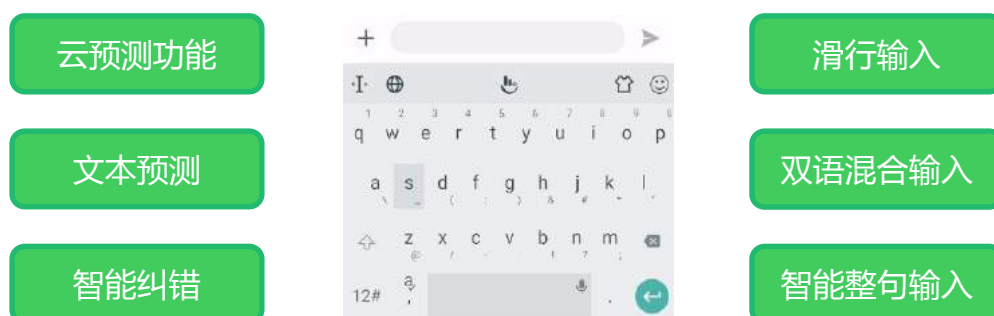 云预测功能
滑行输入
1 2 3 4 5 6 7 8 9 0
q w e r t y u i o p
文本预测
双语混合输入
a s d f g h j k l
z x c v b n m
智能纠错
智能整句输入
12# a, .